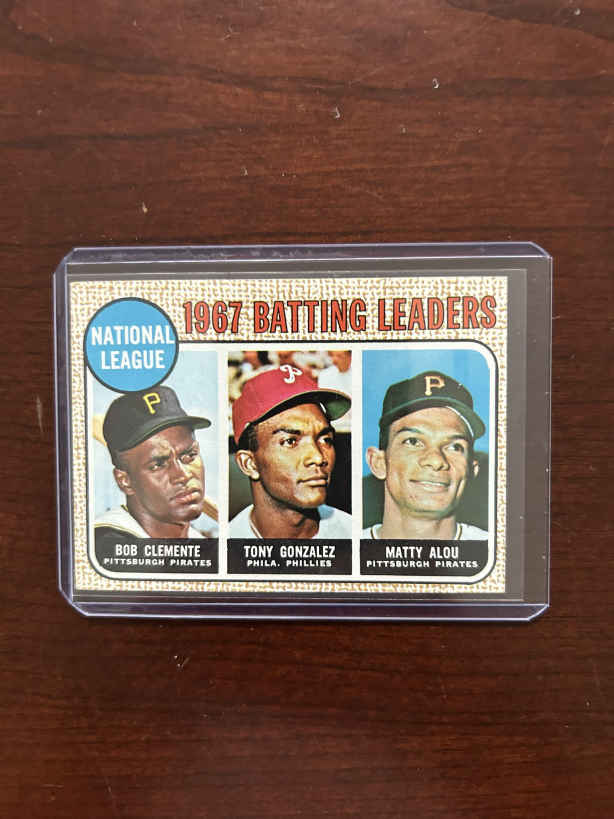 1967 BATTING LEADERS
NATIONAL
LEAGUE
P
P
P
BOB CLEMENTE
PITTSBURGH PIRATES
TONY GONZALEZ
PHILA. PHILLIES
MATTY ALOU
PITTSBURGH PIRATES